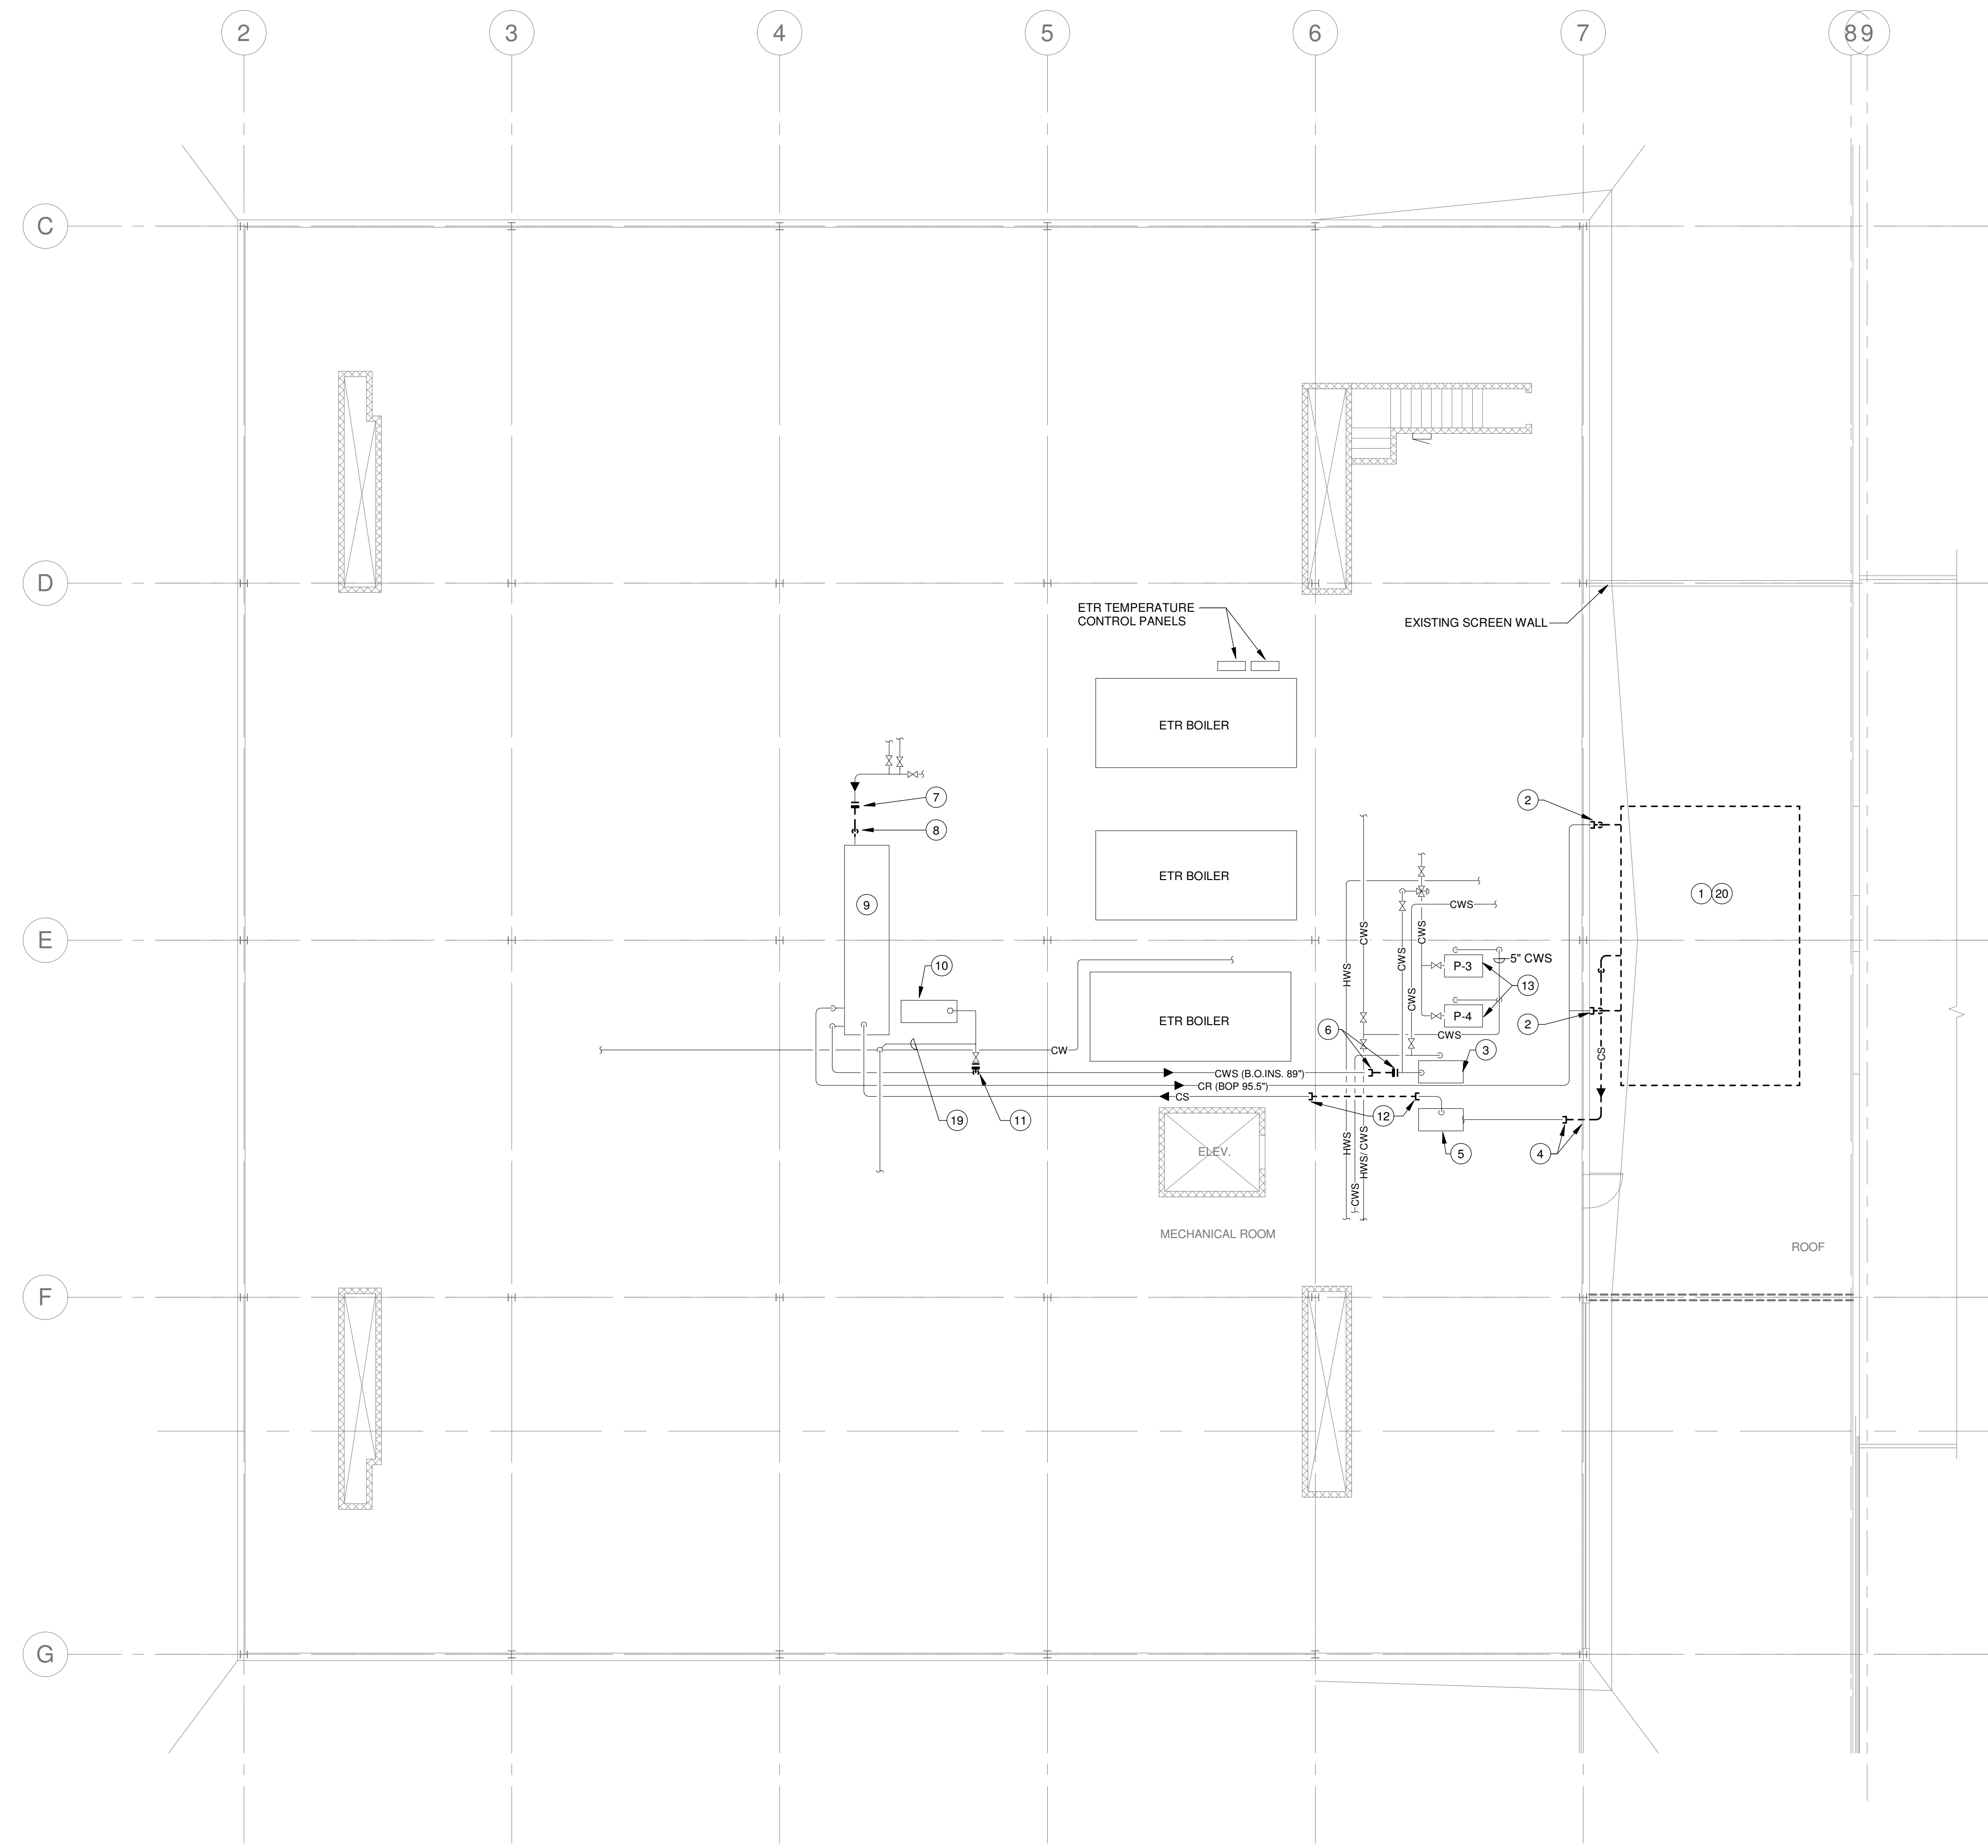 2
3
4
5
6
7
8
9
C
D
ETR TEMPERATURE
CONTROL PANELS
EXISTING SCREEN WALL
ETR BOILER
7
2
8
ETR BOILER
9
1
20
CWS
CWS
CWS
CWS
E
HWS
CWS
10
P-3
5" CWS
13
P-4
6
2
CWS
ETR BOILER
CW
3
CS
CWS (B.O.INS. 89")
CR (BOP 95.5")
CS
19
11
12
5
4
ELEV.
HWS
HWS/ CWS
CWS
MECHANICAL ROOM
ROOF
F
G